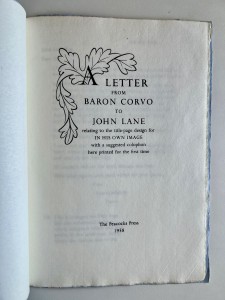 A LETTER
FROM
BARON CORVO
TO
JOHN LANE
relating to the title-page design for
IN HIS OWN IMAGE
with a suggested colophon
here printed for the first time
The Peacocks Press
1958